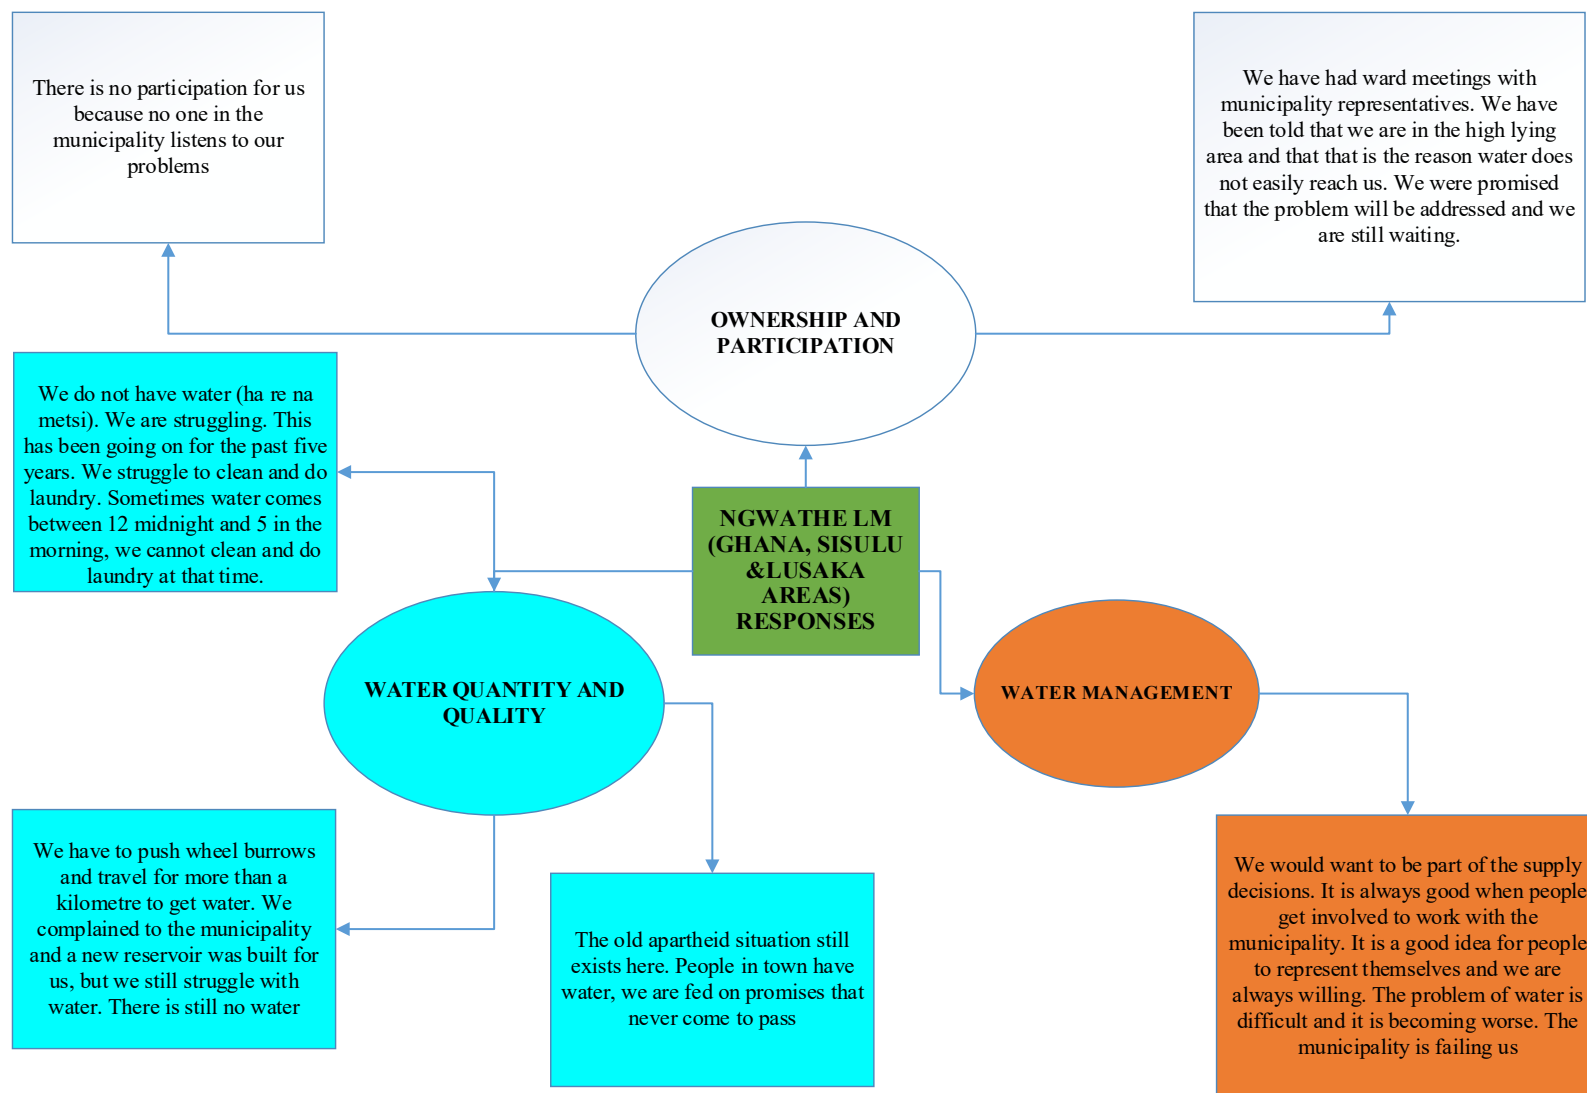 There is no participation for us
because no one in the
municipality listens to our
problems
We have had ward meetings with
municipality representatives. We have
been told that we are in the high lying
area and that that is the reason water does
not easily reach us. We were promised
that the problem will be addressed and we
are still waiting.
OWNERSHIP AND
PARTICIPATION
We do not have water (ha re na
metsi). We are struggling. This
has been going on for the past five
years. We struggle to clean and do
laundry. Sometimes water comes
between 12 midnight and 5 in the
morning, we cannot clean and do
laundry at that time.
NGWATHE LM
(GHANA, SISULU
&LUSAKA
AREAS)
RESPONSES
WATER QUANTITY AND
QUALITY
WATER MANAGEMENT
We have to push wheel burrows
and travel for more than a
kilometre to get water. We
complained to the municipality
and a new reservoir was built for
us, but we still struggle with
water. There is still no water
The old apartheid situation still
exists here. People in town have
water, we are fed on promises that
never come to pass
We would want to be part of the supply
decisions. It is always good when people
get involved to work with the
municipality. It is a good idea for people
to represent themselves and we are
always willing. The problem of water is
difficult and it is becoming worse. The
municipality is failing us